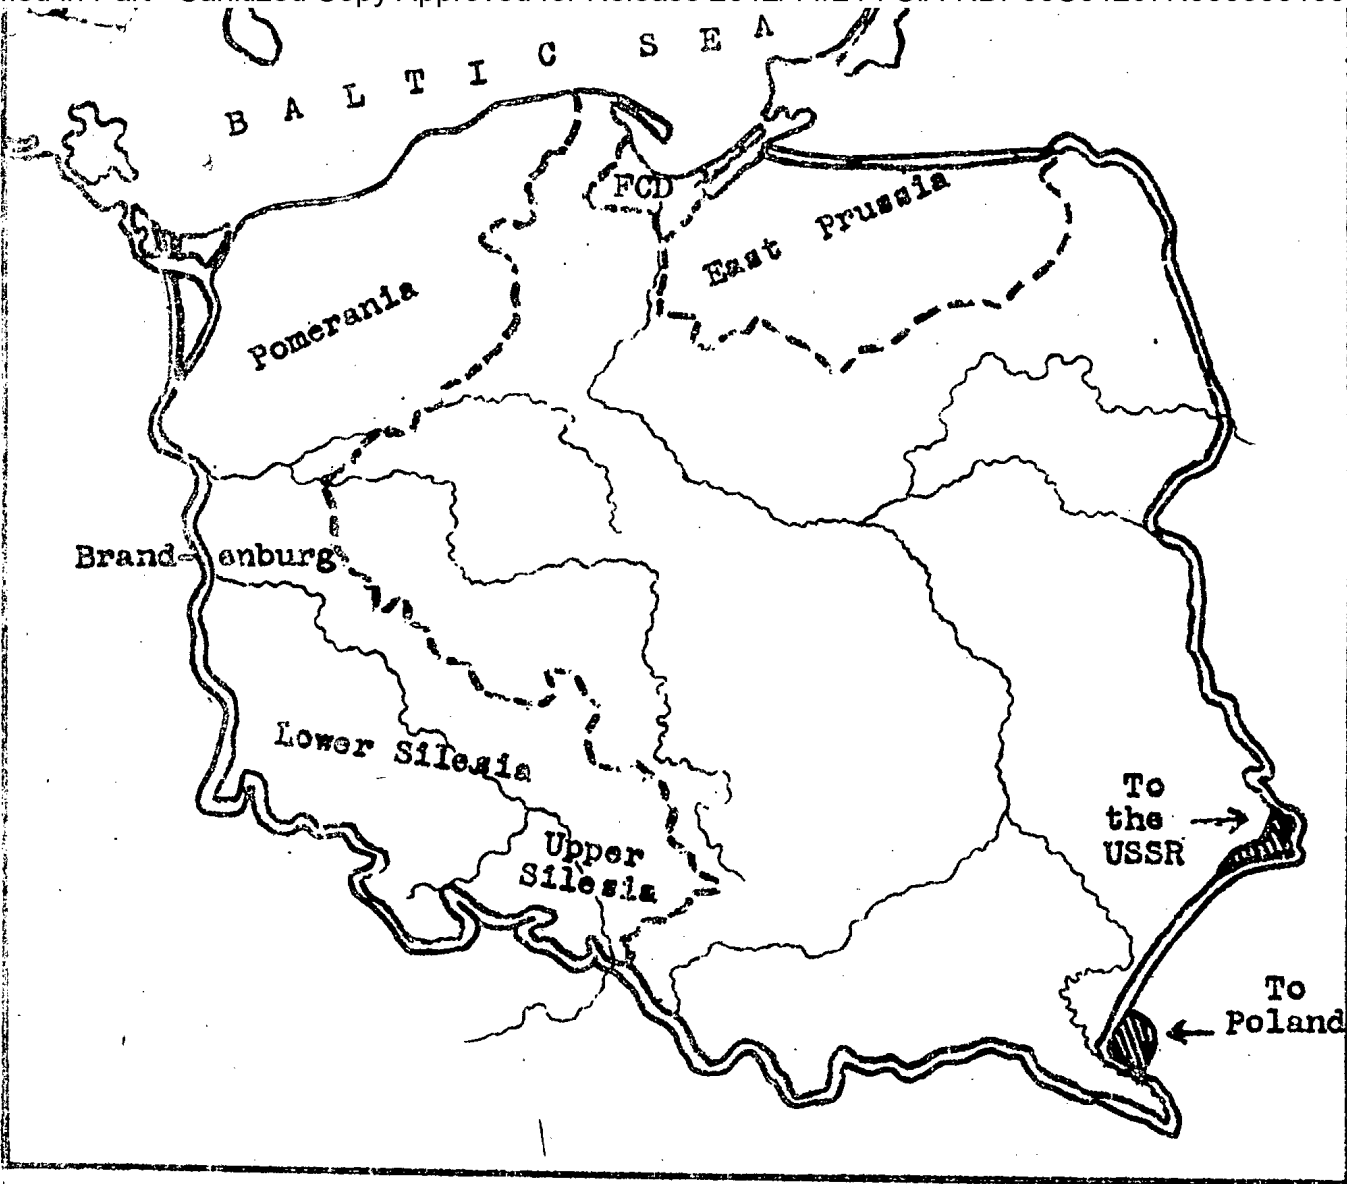 Sanitized Copy Approved for Release
BALTIC SEA
FCD
East Prussia
Pomerania
Brand-enburg
Lower Silesia
Upper
Silesia
To
the
USSR
To
Poland